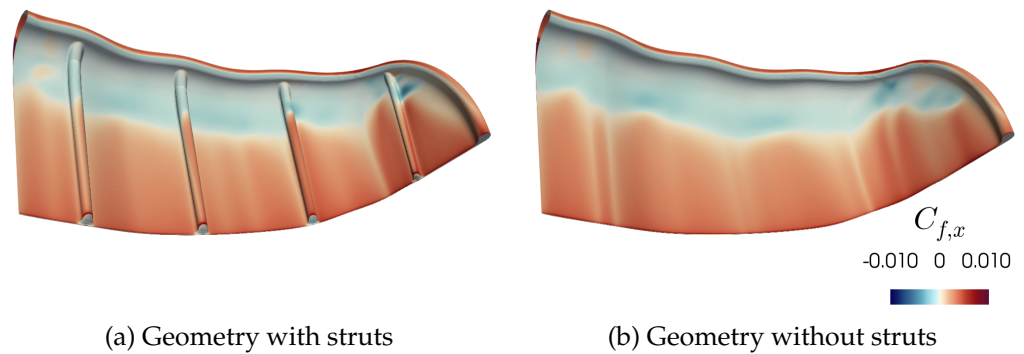 C_{f,x}
-0.010 0 0.010
(a) Geometry with struts
(b) Geometry without struts